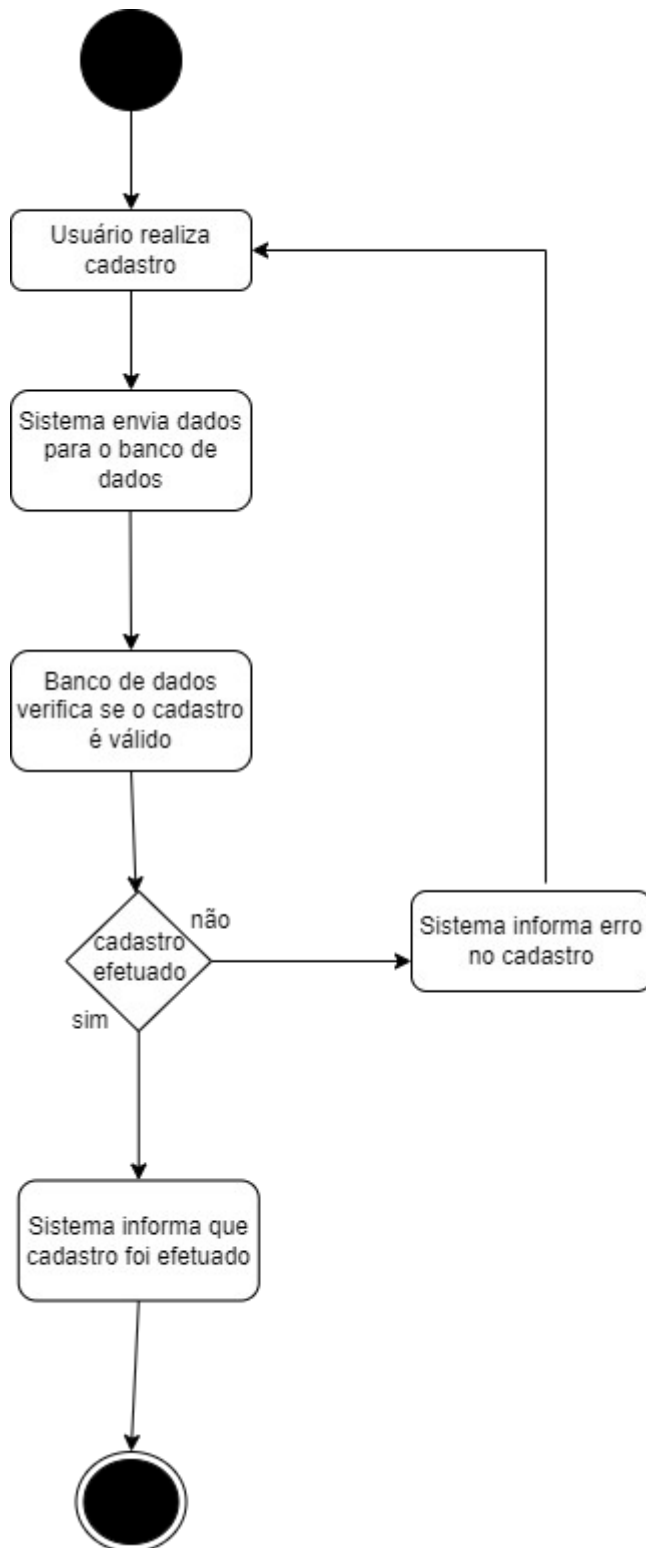 Usuário realiza
cadastro
Sistema envia dados
para o banco de
dados
Banco de dados
verifica se o cadastro
é válido
não
cadastro
efetuado
sim
Sistema informa erro
no cadastro
Sistema informa que
cadastro foi efetuado